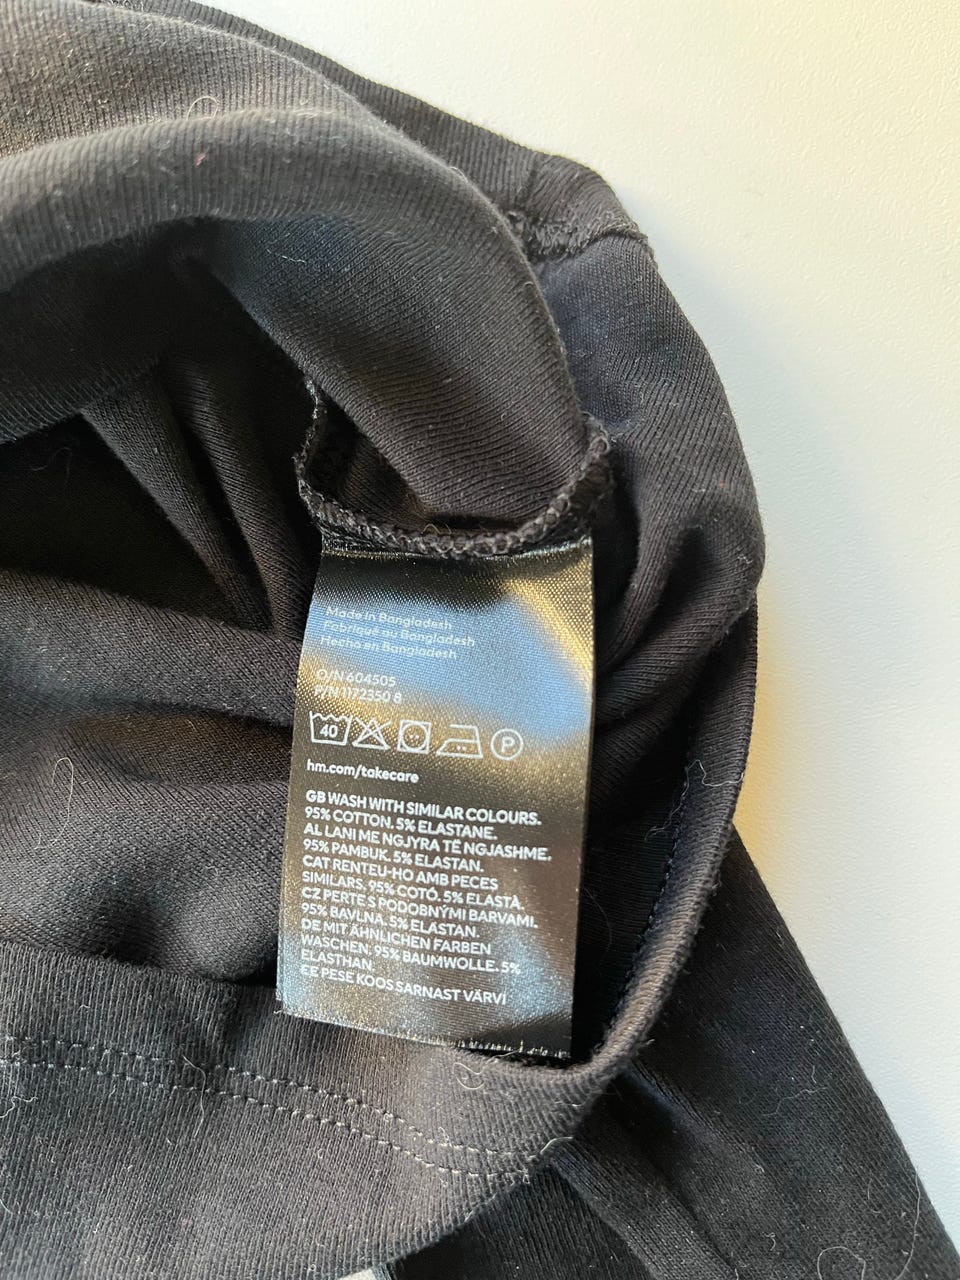 Made in Bangladesh
Fabriqué au Bangladesh
Hecho en Bangladesh
O/N 604505
P/N 1172350 8
40 P
hm.com/takecare
GB WASH WITH SIMILAR COLOURS.
95% COTTON. 5% ELASTANE.
AL LANI ME NGJYRA TË NGJASHME.
95% PAMBUK. 5% ELASTAN.
CAT RENTEU-HO AMB PECES
SIMILARS. 95% COTÓ. 5% ELASTÀ.
CZ PERTE S PODOBNÝMI BARVAMI.
95% BAVLNA. 5% ELASTAN.
DE MIT ÄHNLICHEN FARBEN
WASCHEN. 95% BAUMWOLLE. 5%
ELASTHAN.
EE PESE KOOS SARNAST VÄRVI